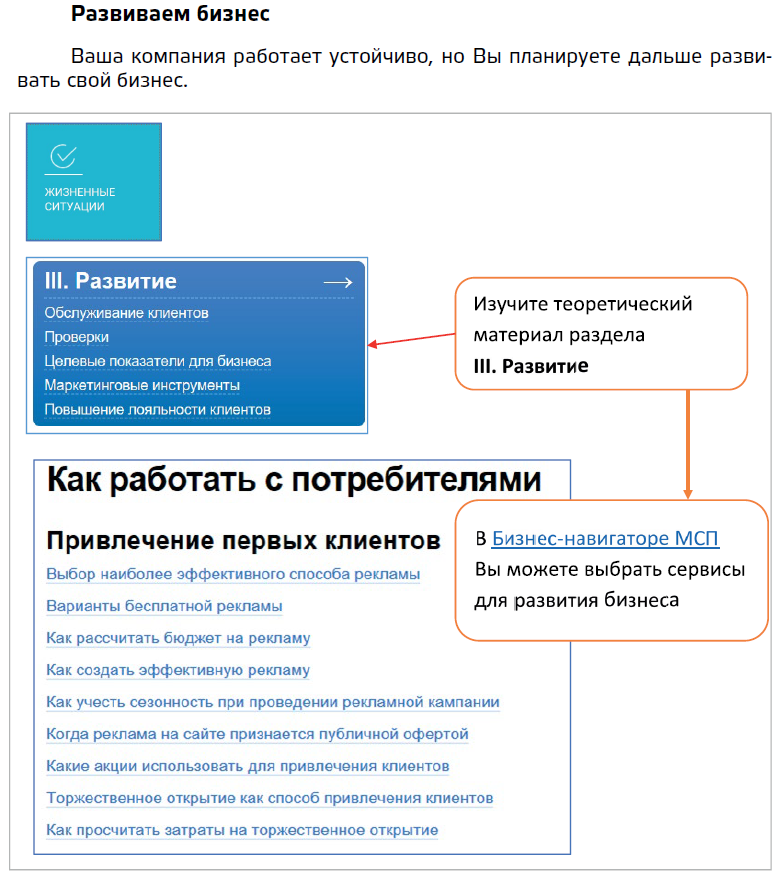 Развиваем бизнес
Ваша компания работает устойчиво, но Вы планируете дальше разви-
вать свой бизнес.
ЖИЗНЕННЫЕ
СИТУАЦИИ
III. Развитие
Обслуживание клиентов
Проверки
Целевые показатели для бизнеса
Маркетинговые инструменты
Повышение лояльности клиентов
Изучите теоретический
материал раздела
III. Развитие
Как работать с потребителями
Привлечение первых клиентов
Выбор наиболее эффективного способа рекламы
Варианты бесплатной рекламы
Как рассчитать бюджет на рекламу
Как создать эффективную рекламу
Как учесть сезонность при проведении рекламной кампании
Когда реклама на сайте признается публичной офертой
Какие акции использовать для привлечения клиентов
Торжественное открытие как способ привлечения клиентов
Как просчитать затраты на торжественное открытие
В Бизнес-навигаторе МСП
Вы можете выбрать сервисы
для развития бизнеса